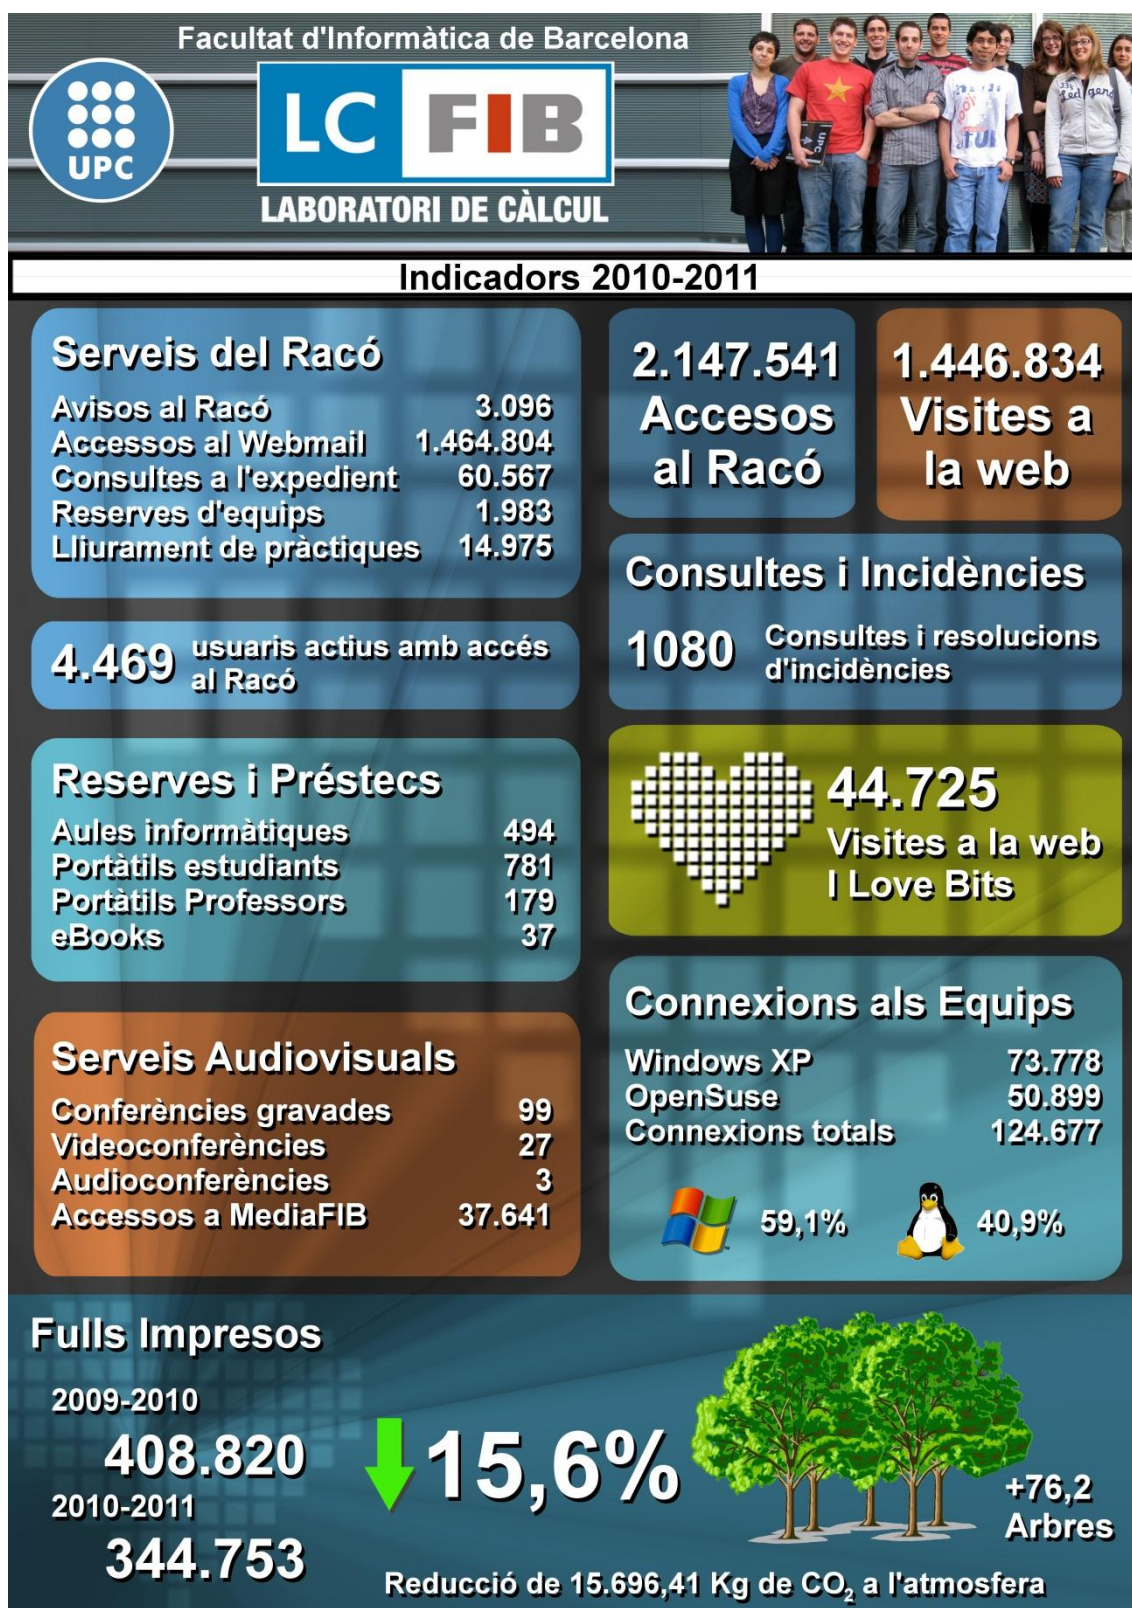 Facultat d'Informàtica de Barcelona
UPC
LC FIB
LABORATORI DE CÀLCUL
UPC
Indicadors 2010-2011
Serveis del Racó
Avisos al Racó 3.096
Accessos al Webmail 1.464.804
Consultes a l'expedient 60.567
Reserves d'equips 1.983
Lliurament de pràctiques 14.975
2.147.541
Accesos
al Racó
1.446.834
Visites a
la web
4.469 usuaris actius amb accés
al Racó
Consultes i Incidències
1080 Consultes i resolucions
d'incidències
Reserves i Préstecs
Aules informàtiques 494
Portàtils estudiants 781
Portàtils Professors 179
eBooks 37
44.725
Visites a la web
I Love Bits
Serveis Audiovisuals
Conferències gravades 99
Videoconferències 27
Audioconferències 3
Accessos a MediaFIB 37.641
Connexions als Equips
Windows XP 73.778
OpenSuse 50.899
Connexions totals 124.677
59,1% 40,9%
Fulls Impresos
2009-2010
408.820
2010-2011
344.753
15,6%
+76,2
Arbres
Reducció de 15.696,41 Kg de CO2 a l'atmosfera